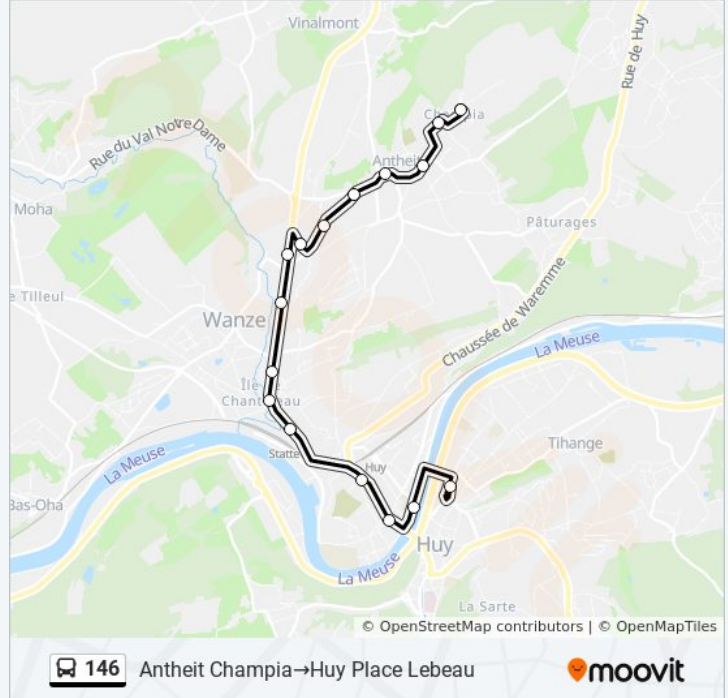 Vinalmont
Rue de Huy
Champia
Rue du Val Notre-Dame
Antheit
Moha
Pâturages
e Tilleul
Wanze
Chaussée de Waremme
La Meuse
Île-de
Chanteau
Statte
Huy
La Meuse
Tihange
Bas-Oha
Huy
La Meuse
La Sarte
© OpenStreetMap contributors | © OpenMapTiles
146 Antheit Champia→Huy Place Lebeau
moovit